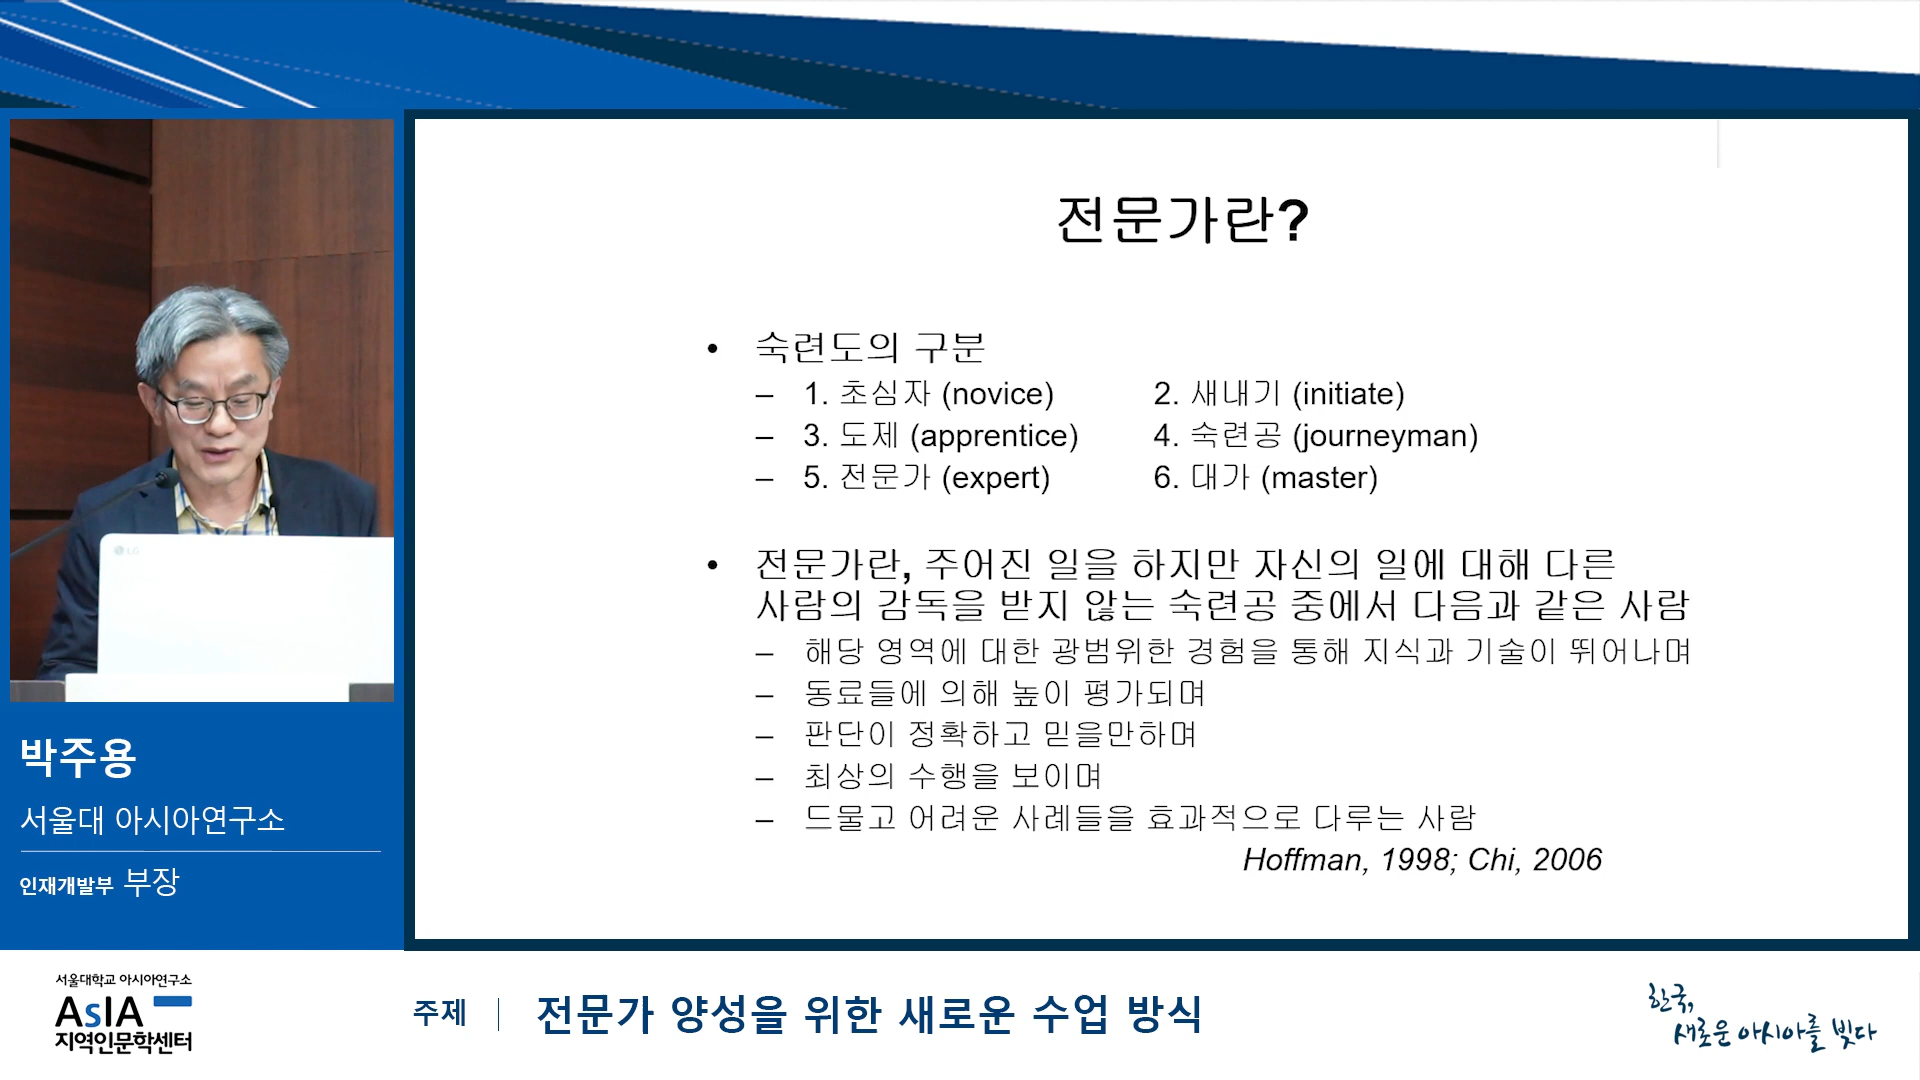 전문가란?
• 숙련도의 구분
– 1. 초심자 (novice) 2. 새내기 (initiate)
– 3. 도제 (apprentice) 4. 숙련공 (journeyman)
– 5. 전문가 (expert) 6. 대가 (master)
• 전문가란, 주어진 일을 하지만 자신의 일에 대해 다른
사람의 감독을 받지 않는 숙련공 중에서 다음과 같은 사람
– 해당 영역에 대한 광범위한 경험을 통해 지식과 기술이 뛰어나며
– 동료들에 의해 높이 평가되며
– 판단이 정확하고 믿을만하며
– 최상의 수행을 보이며
– 드물고 어려운 사례들을 효과적으로 다루는 사람
Hoffman, 1998; Chi, 2006
LG
박주용
서울대 아시아연구소
인재개발부 부장
서울대학교 아시아연구소
AsIA
지역인문학센터
주제 | 전문가 양성을 위한 새로운 수업 방식
한국,
새로운 아시아를 빚다